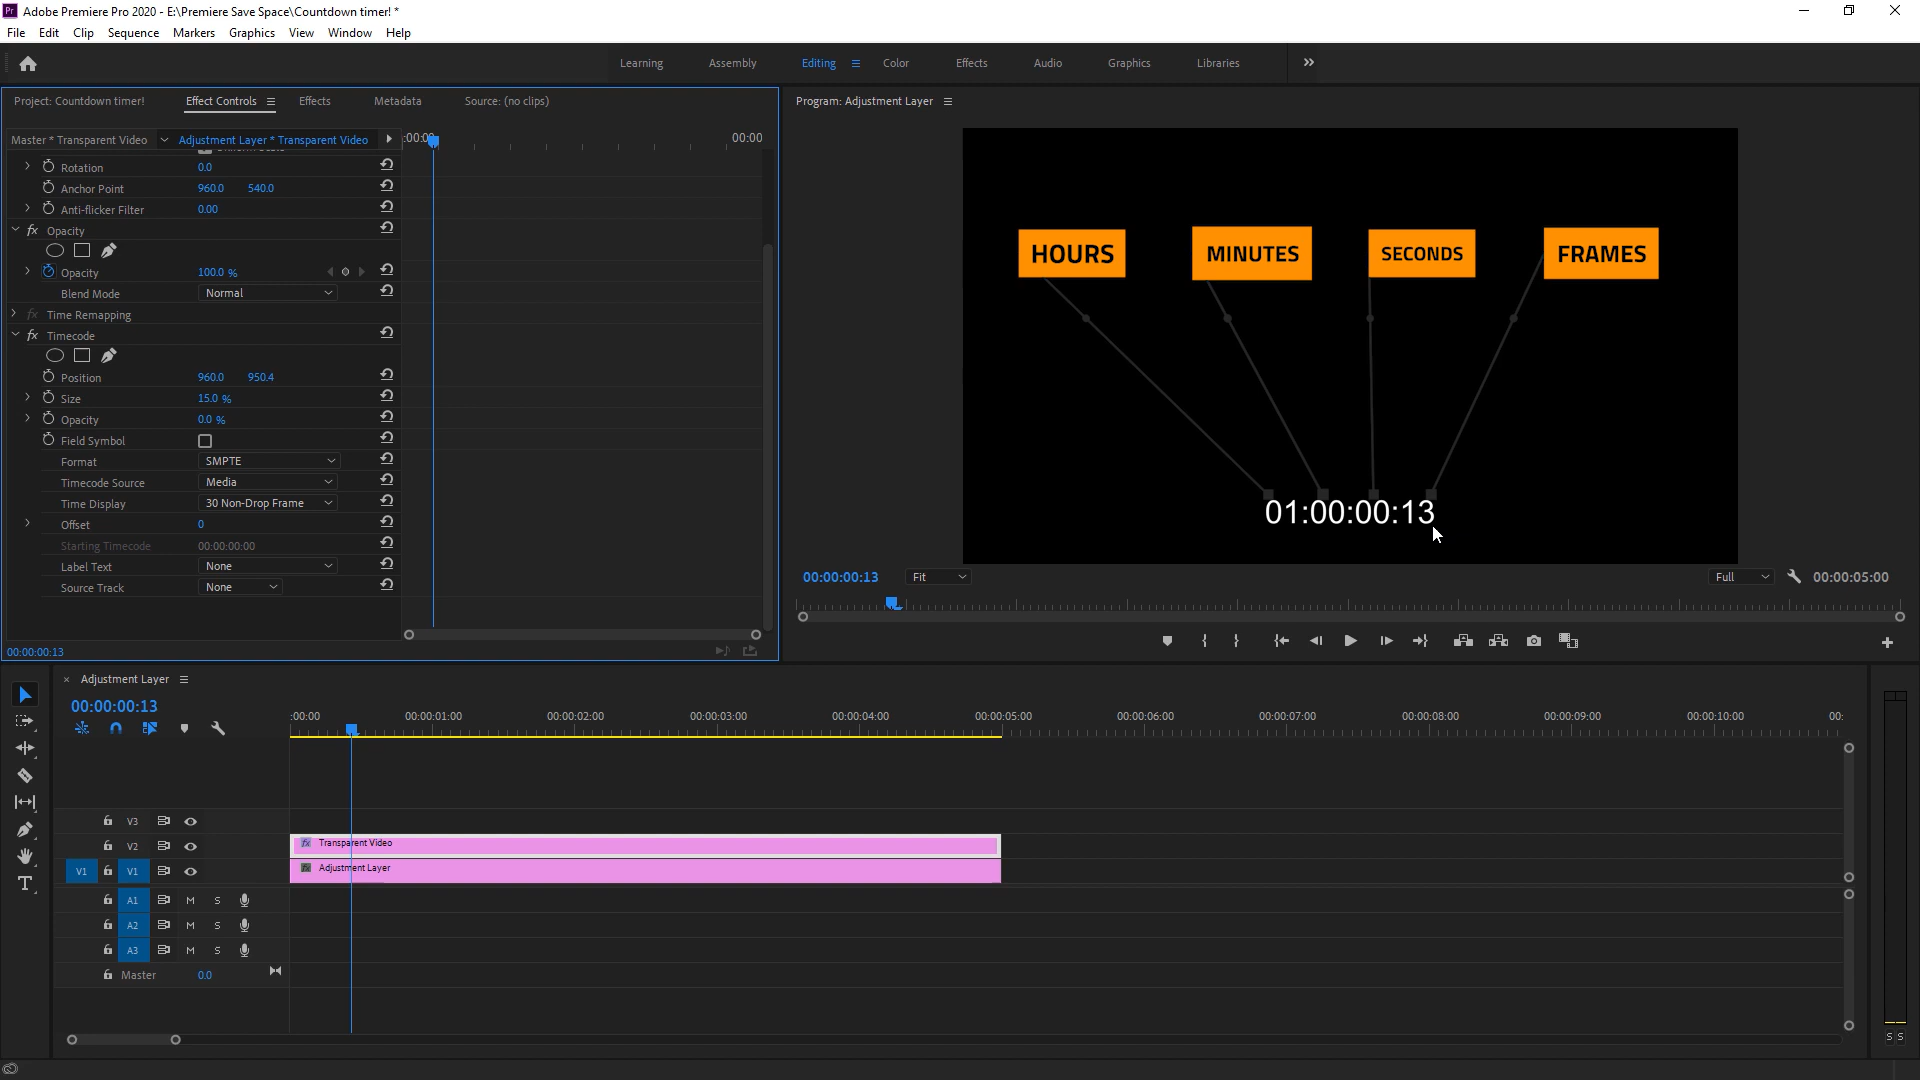 Pr Adobe Premiere Pro 2020 - E:\Premiere Save Space\Countdown timer! *
File Edit Clip Sequence Markers Graphics View Window Help
Learning Assembly Editing Color Effects Audio Graphics Libraries
Project: Countdown timer! Effect Controls Effects Metadata Source: (no clips)
Program: Adjustment Layer
Master * Transparent Video Adjustment Layer * Transparent Video :00:00 00:00
Rotation 0.0
Anchor Point 960.0 540.0
Anti-flicker Filter 0.00
fx Opacity
Opacity 100.0 %
Blend Mode Normal
fx Time Remapping
fx Timecode
Position 960.0 950.4
Size 15.0 %
Opacity 0.0 %
Field Symbol
Format SMPTE
Timecode Source Media
Time Display 30 Non-Drop Frame
Offset 0
Starting Timecode 00:00:00:00
Label Text None
Source Track None
00:00:00:13
HOURS MINUTES SECONDS FRAMES
01:00:00:13
00:00:00:13 Fit Full 00:00:05:00
Adjustment Layer
00:00:00:13
:00:00 00:00:01:00 00:00:02:00 00:00:03:00 00:00:04:00 00:00:05:00 00:00:06:00 00:00:07:00 00:00:08:00 00:00:09:00 00:00:10:00 00:
V3
V2 fx Transparent Video
V1 V1 fx Adjustment Layer
A1 M S
A2 M S
A3 M S
Master 0.0
S S